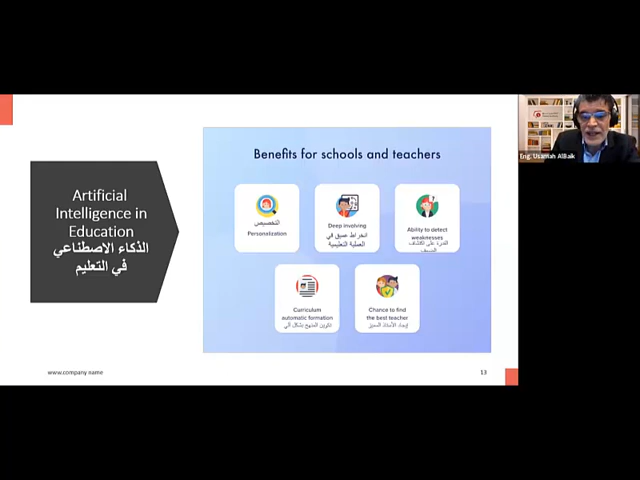 Artificial
Intelligence in
Education
الذكاء الاصطناعي
في التعليم
Benefits for schools and teachers
التخصيص
Personalization
Deep involving
انخراط عميق في
العملية التعليمية
Ability to detect
weaknesses
القدرة على اكتشاف
Curriculum
automatic formation
تكوين المنهج بشكل آلي
Chance to find
the best teacher
إيجاد الأستاذ المميز
www.company name
13
Eng. Usamah AlBaik